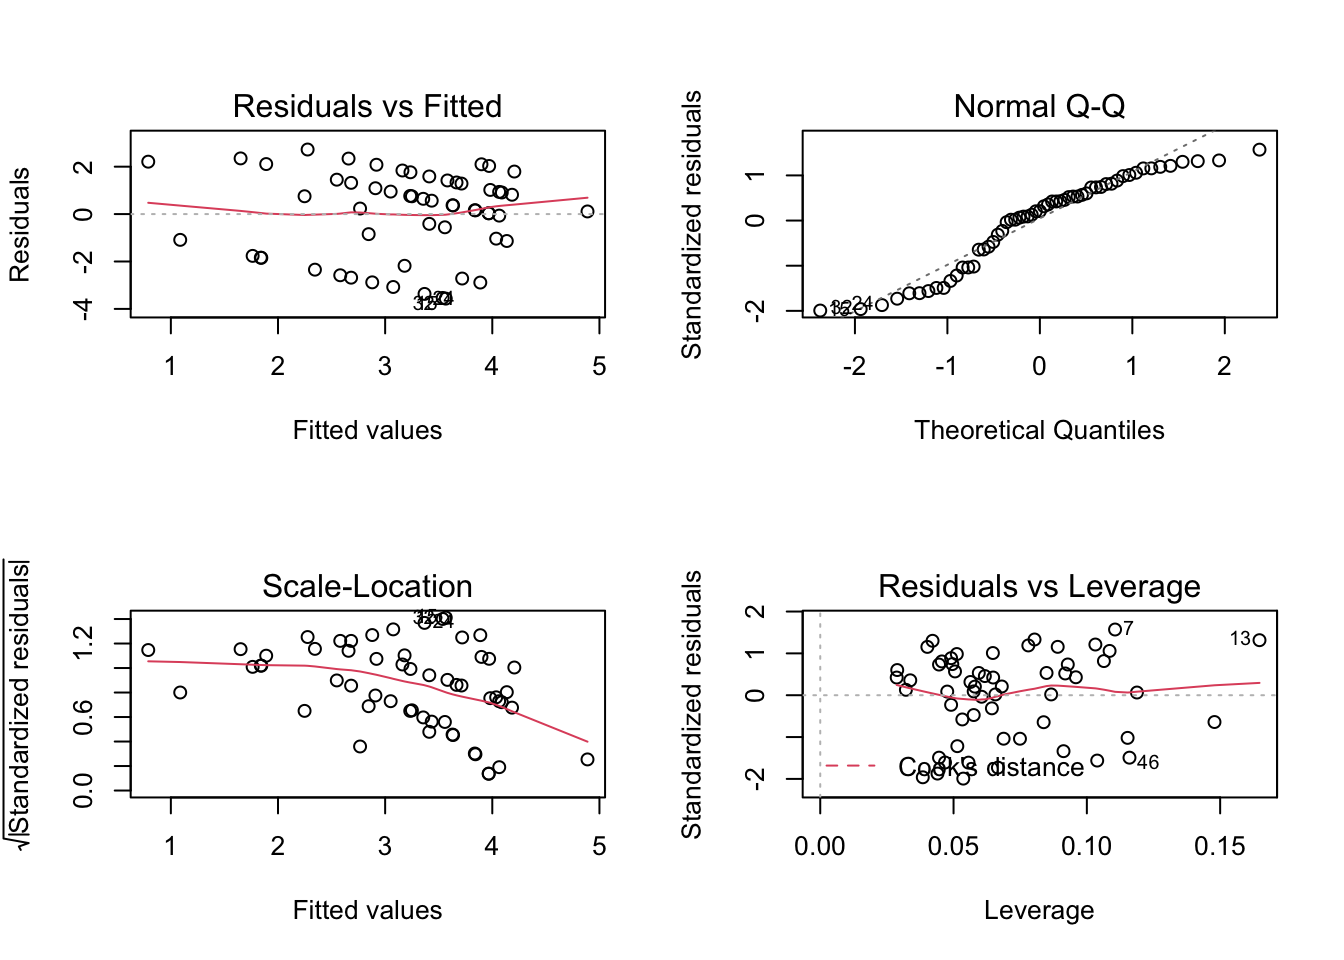 Residuals vs Fitted
Residuals
-4 -2 0 2
1 2 3 4 5
Fitted values
Normal Q-Q
Standardized residuals
-2 0 1
24
-2 -1 0 1 2
Theoretical Quantiles
Scale-Location
√|Standardized residuals|
0.0 0.6 1.2
1 2 3 4 5
Fitted values
Residuals vs Leverage
Standardized residuals
-2 0 1 2
7
13
46
Cook's distance
0.00 0.05 0.10 0.15
Leverage